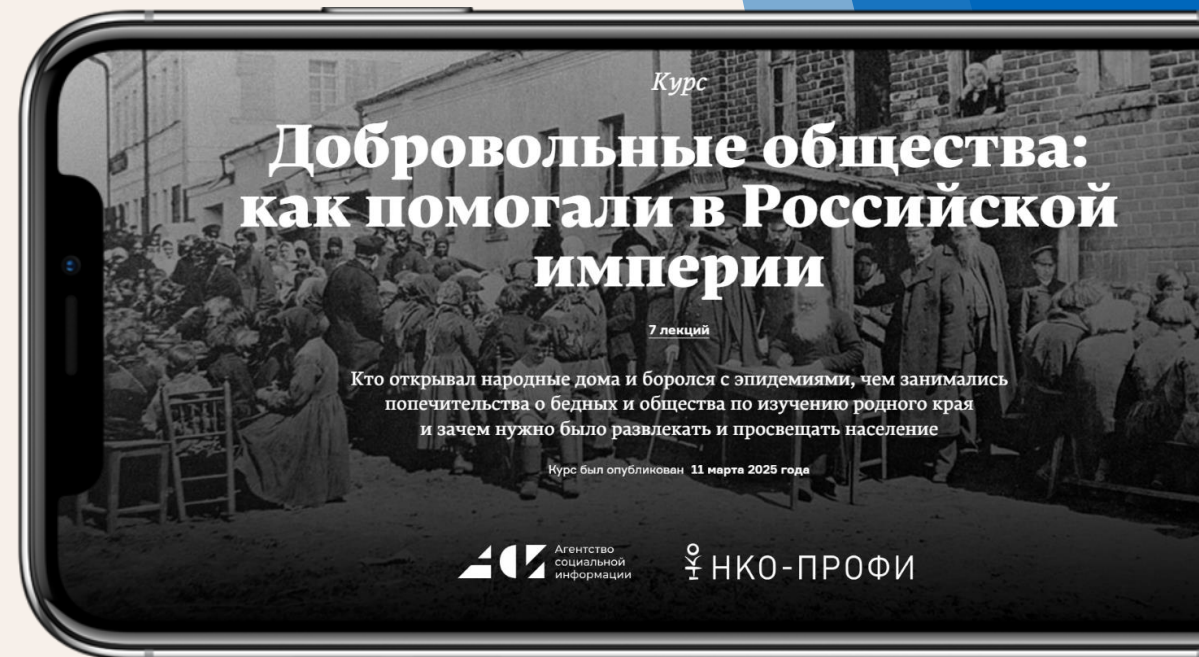 Курс
Добровольные общества:
как помогали в Российской
империи
7 лекций
Кто открывал народные дома и боролся с эпидемиями, чем занимались
попечительства о бедных и общества по изучению родного края
и зачем нужно было развлекать и просвещать население
Курс был опубликован 11 марта 2025 года
АСИ
Агентство
социальной
информации
НКО-ПРОФИ